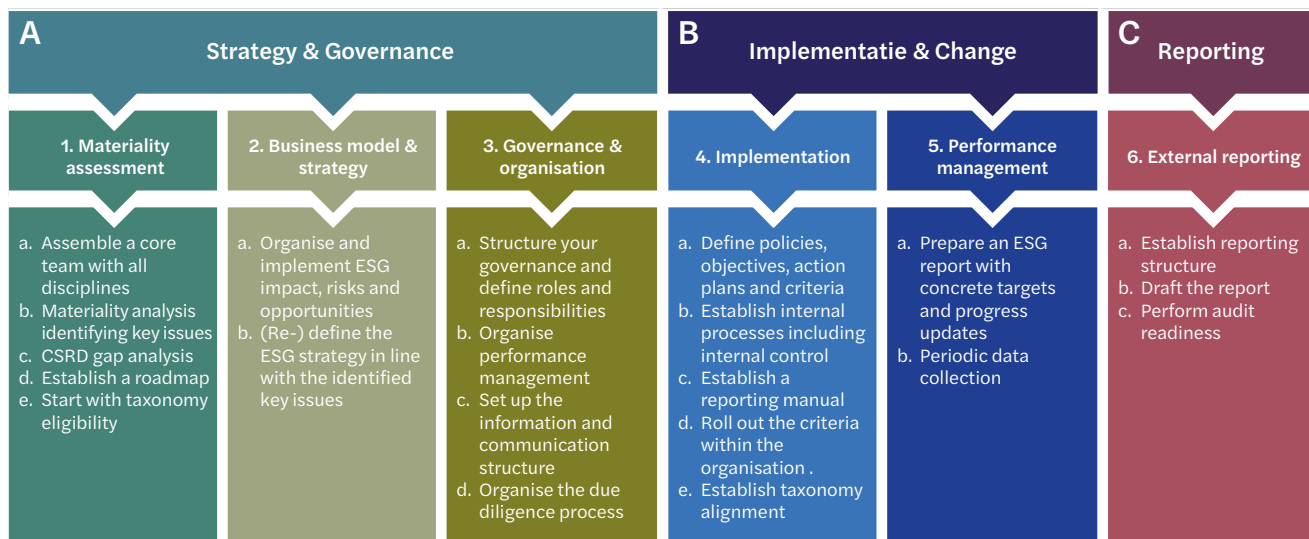 A
Strategy & Governance
B
Implementatie & Change
C
Reporting
1. Materiality
assessment
2. Business model &
strategy
3. Governance &
organisation
4. Implementation
5. Performance
management
6. External reporting
a. Assemble a core
team with all
disciplines
b. Materiality analysis
identifying key issues
c. CSRD gap analysis
d. Establish a roadmap
e. Start with taxonomy
eligibility
a. Organise and
implement ESG
impact, risks and
opportunities
b. (Re-) define the
ESG strategy in line
with the identified
key issues
a. Structure your
governance and
define roles and
responsibilities
b. Organise
performance
management
c. Set up the
information and
communication
structure
d. Organise the due
diligence process
a. Define policies,
objectives, action
plans and criteria
b. Establish internal
processes including
internal control
c. Establish a
reporting manual
d. Roll out the criteria
within the
organisation .
e. Establish taxonomy
alignment
a. Prepare an ESG
report with
concrete targets
and progress
updates
b. Periodic data
collection
a. Establish reporting
structure
b. Draft the report
c. Perform audit
readiness